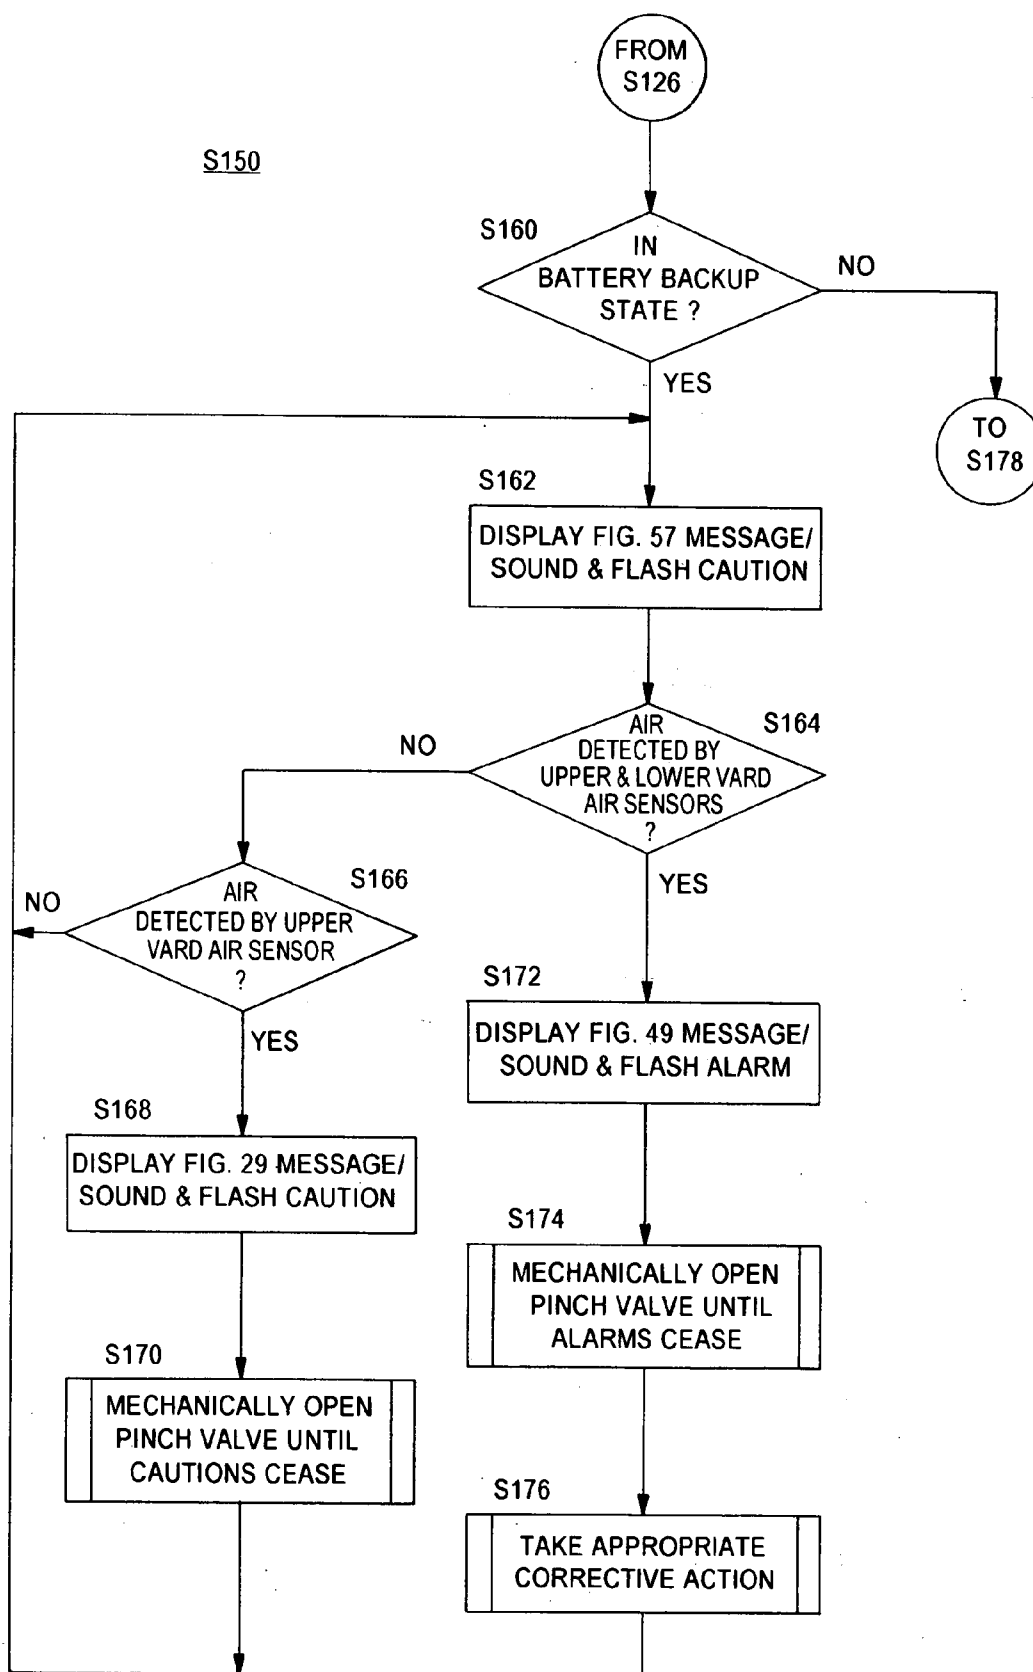 FROM
S126
S150
S160
IN
BATTERY BACKUP
STATE ?
NO
YES
TO
S178
S162
DISPLAY FIG. 57 MESSAGE/
SOUND & FLASH CAUTION
S164
AIR
DETECTED BY
UPPER & LOWER VARD
AIR SENSORS
?
NO
YES
S166
AIR
DETECTED BY UPPER
VARD AIR SENSOR
?
NO
YES
S172
DISPLAY FIG. 49 MESSAGE/
SOUND & FLASH ALARM
S168
DISPLAY FIG. 29 MESSAGE/
SOUND & FLASH CAUTION
S174
MECHANICALLY OPEN
PINCH VALVE UNTIL
ALARMS CEASE
S170
MECHANICALLY OPEN
PINCH VALVE UNTIL
CAUTIONS CEASE
S176
TAKE APPROPRIATE
CORRECTIVE ACTION